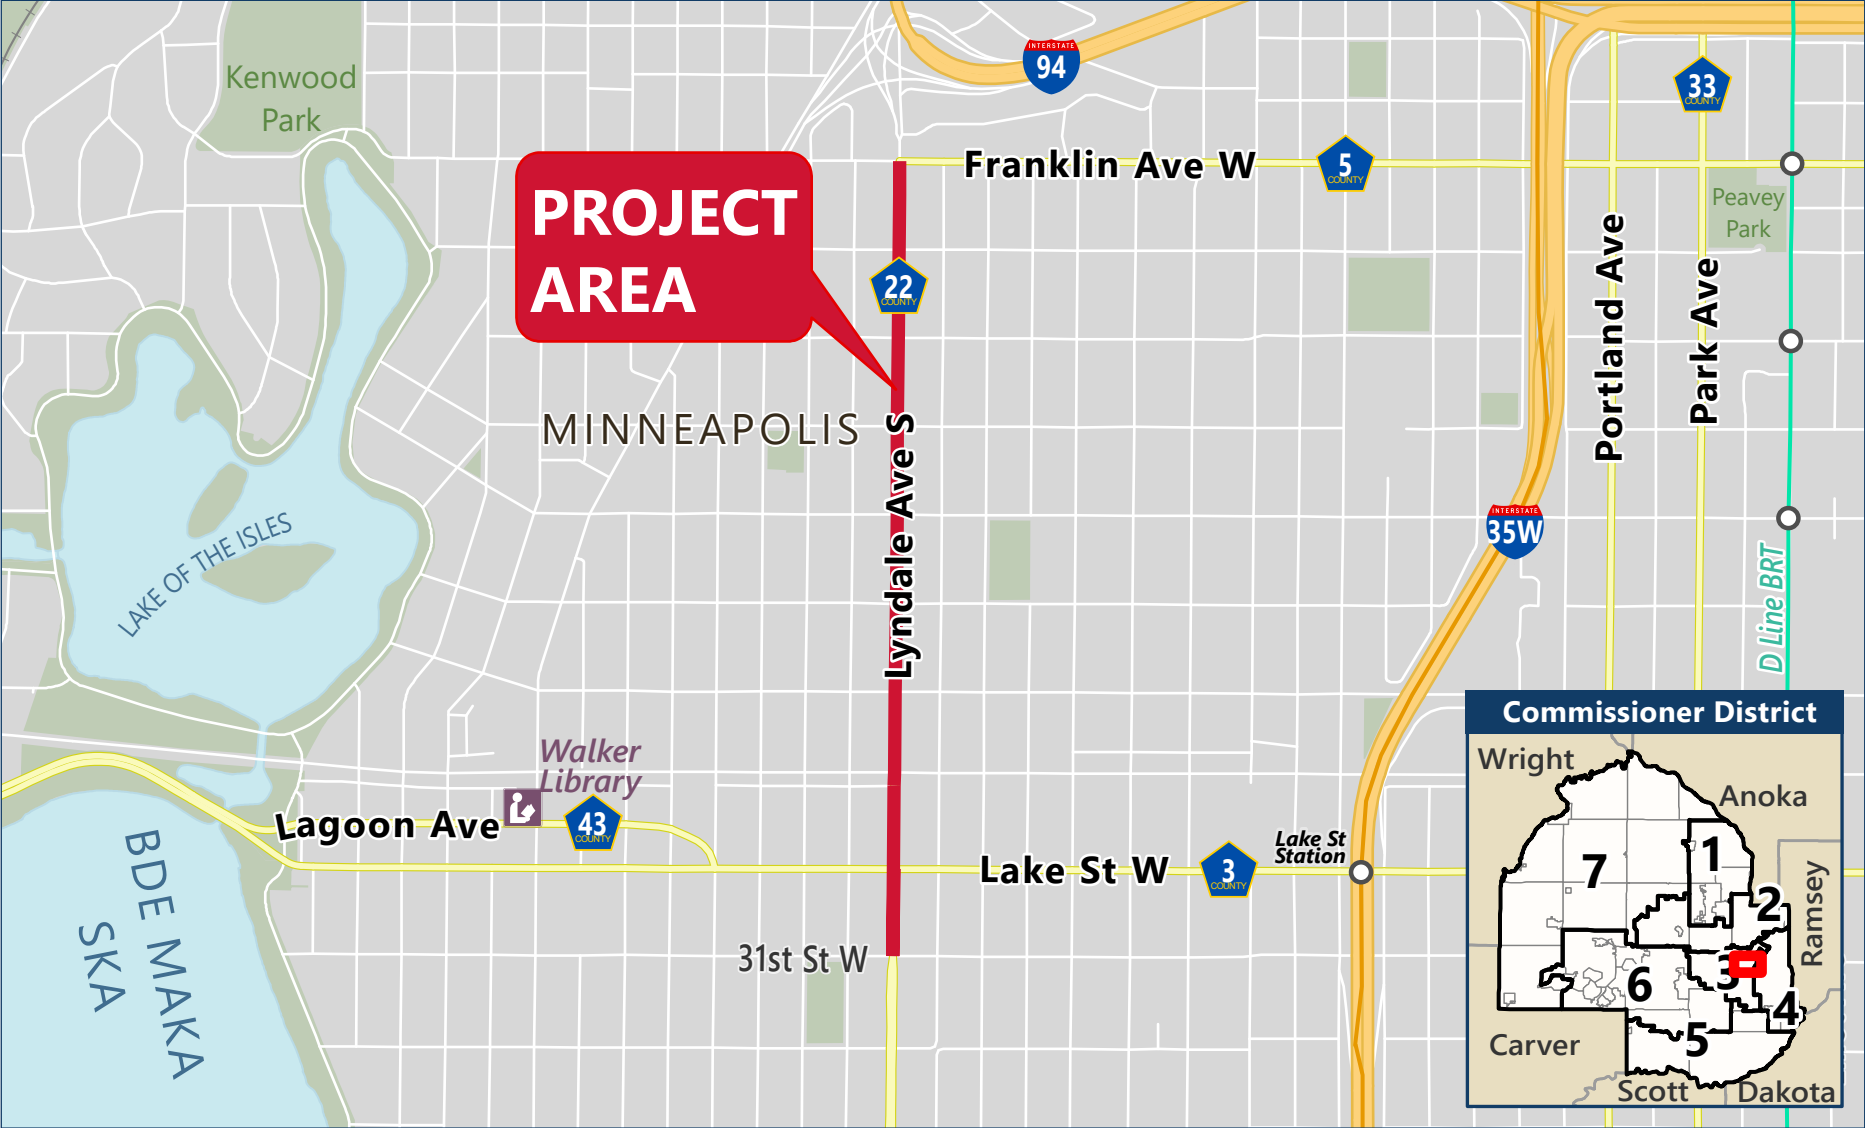 Kenwood
Park
INTERSTATE
94
33
COUNTY
Franklin Ave W
5
COUNTY
PROJECT
AREA
Peavey
Park
22
COUNTY
Portland Ave
Park Ave
MINNEAPOLIS
Lyndale Ave S
INTERSTATE
35W
LAKE OF THE ISLES
D Line BRT
Walker
Library
Lagoon Ave
43
COUNTY
Lake St W
3
COUNTY
Lake St
Station
31st St W
BDE MAKA
SKA
Commissioner District
Wright
Anoka
1
7
2
Ramsey
3
6
4
5
Carver
Scott
Dakota